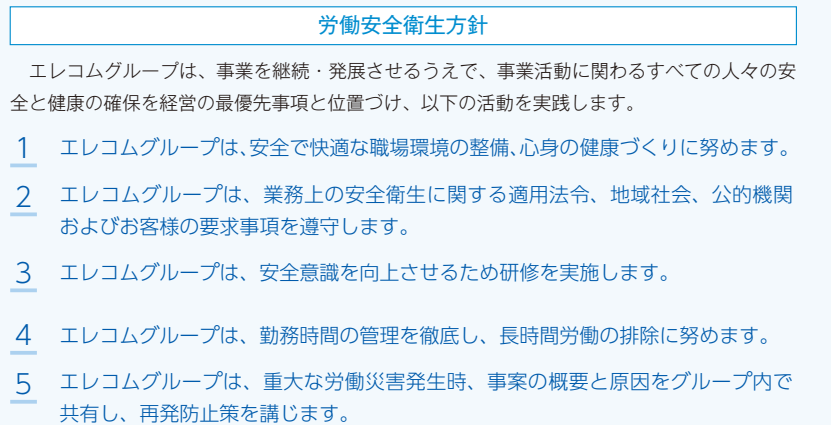 労働安全衛生方針
　エレコムグループは、事業を継続・発展させるうえで、事業活動に関わるすべての人々の安
全と健康の確保を経営の最優先事項と位置づけ、以下の活動を実践します。
1 エレコムグループは、安全で快適な職場環境の整備、心身の健康づくりに努めます。
2 エレコムグループは、業務上の安全衛生に関する適用法令、地域社会、公的機関
およびお客様の要求事項を遵守します。
3 エレコムグループは、安全意識を向上させるため研修を実施します。
4 エレコムグループは、勤務時間の管理を徹底し、長時間労働の排除に努めます。
5 エレコムグループは、重大な労働災害発生時、事案の概要と原因をグループ内で
共有し、再発防止策を講じます。